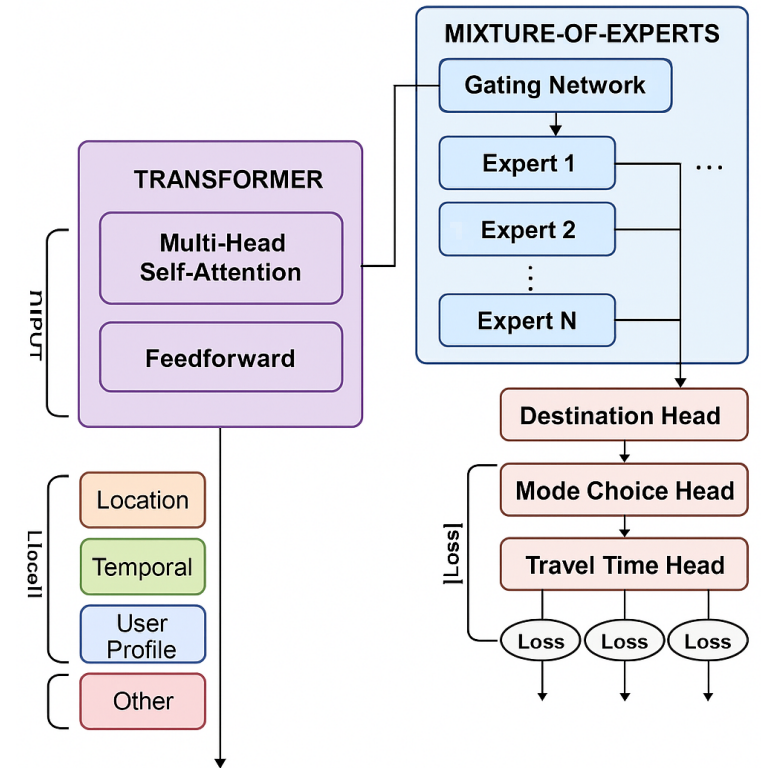 MIXTURE-OF-EXPERTS
Gating Network
Expert 1
...
Expert 2
Expert N
TRANSFORMER
Multi-Head
Self-Attention
Feedforward
Destination Head
Mode Choice Head
Travel Time Head
[Loss]
Loss
Loss
Loss
Location
Temporal
User
Profile
Other